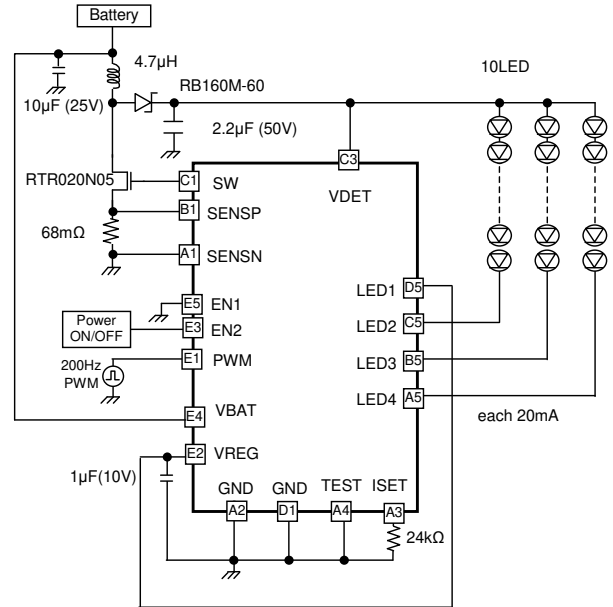 Battery
4.7μH
RB160M-60
10LED
10μF (25V)
2.2μF (50V)
C3
VDET
RTR020N05
C1
SW
B1
SENSP
68mΩ
A1
SENSN
LED1
D5
E5
EN1
Power
ON/OFF
E3
EN2
LED2
C5
200Hz
PWM
E1
PWM
LED3
B5
LED4
A5
each 20mA
E4
VBAT
E2
VREG
1μF(10V)
GND
GND
TEST
ISET
A2
D1
A4
A3
24kΩ